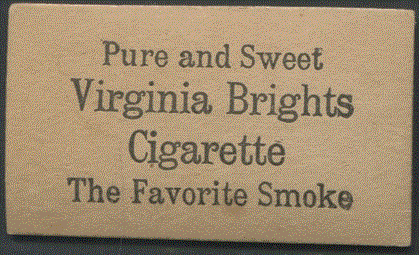 Pure and Sweet
Virginia Brights
Cigarette
The Favorite Smoke